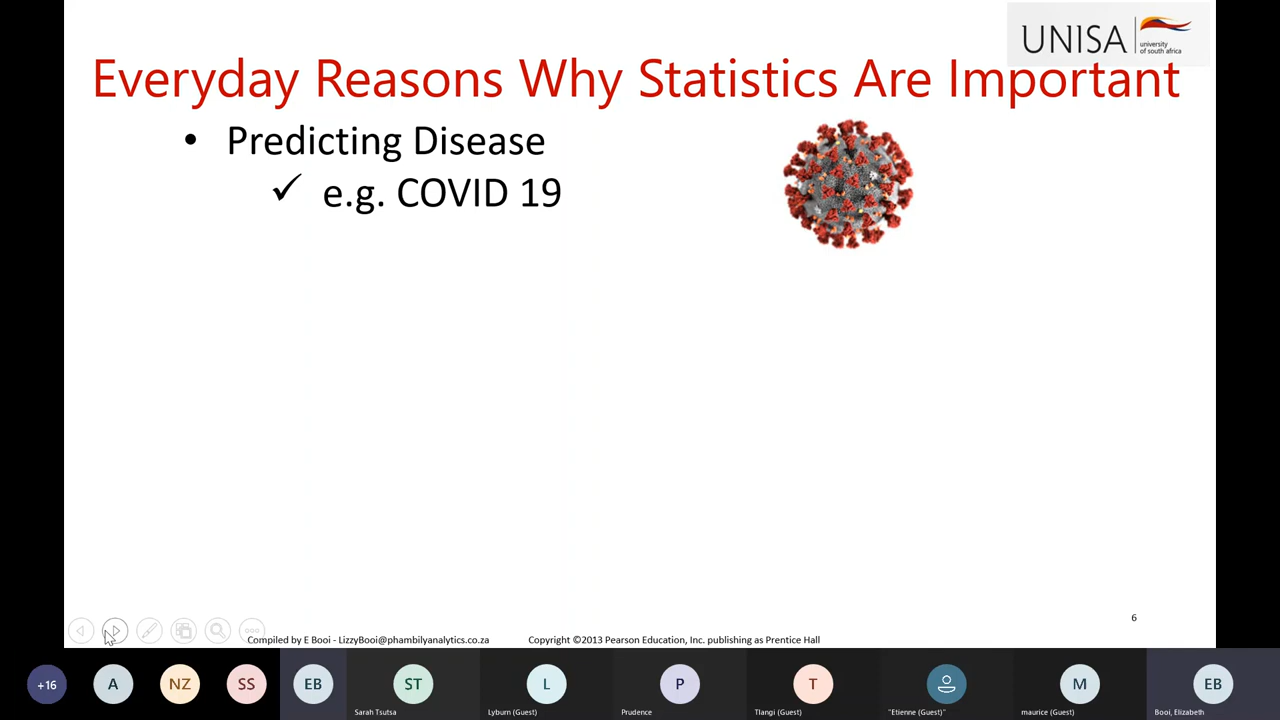 UNISA
university
of south africa
Everyday Reasons Why Statistics Are Important
• Predicting Disease
✓ e.g. COVID 19
6
Compiled by E Booi - LizzyBooi@phambilyanalytics.co.za Copyright ©2013 Pearson Education, Inc. publishing as Prentice Hall
+16 A NZ SS EB ST L P T M EB
Sarah Tsutsa Lyburn (Guest) Prudence Tlangi (Guest) "Etienne (Guest)" maurice (Guest) Booi, Elizabeth